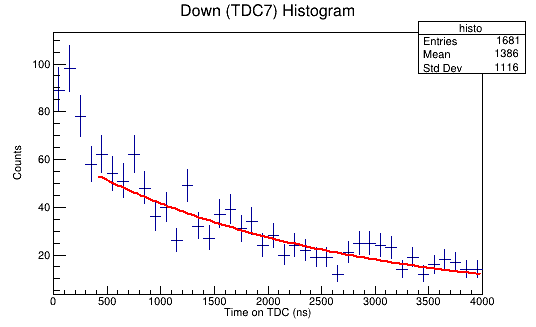 Down (TDC7) Histogram
histo
Entries 1681
Mean 1386
Std Dev 1116
100
80
60
40
20
Counts
0 500 1000 1500 2000 2500 3000 3500 4000
Time on TDC (ns)